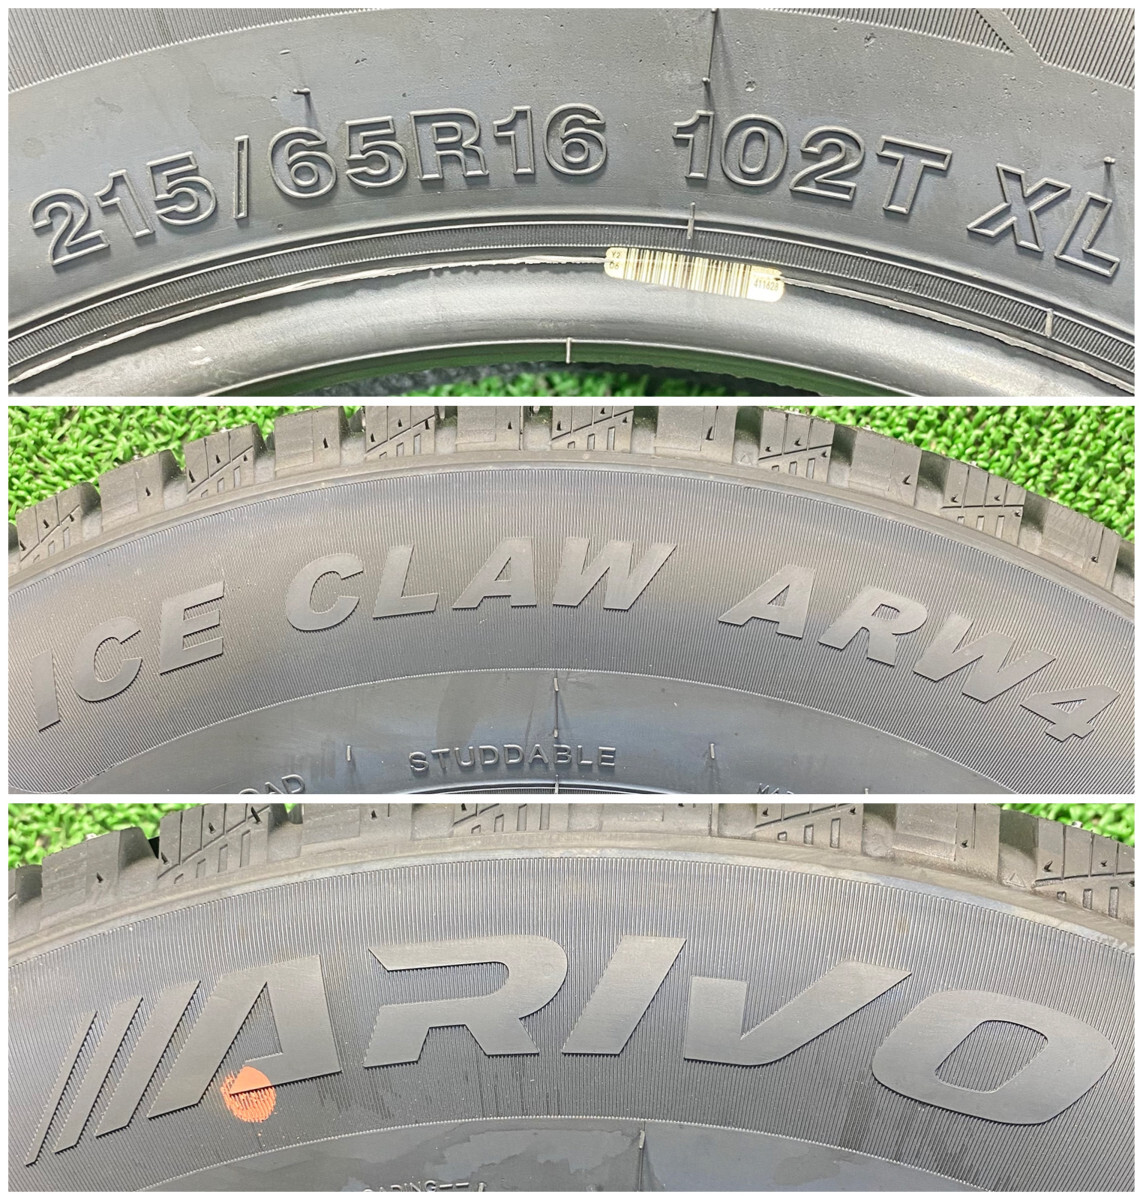 215/65R16 102T XL
ICE CLAW ARW4
STUDDABLE
ARIVO